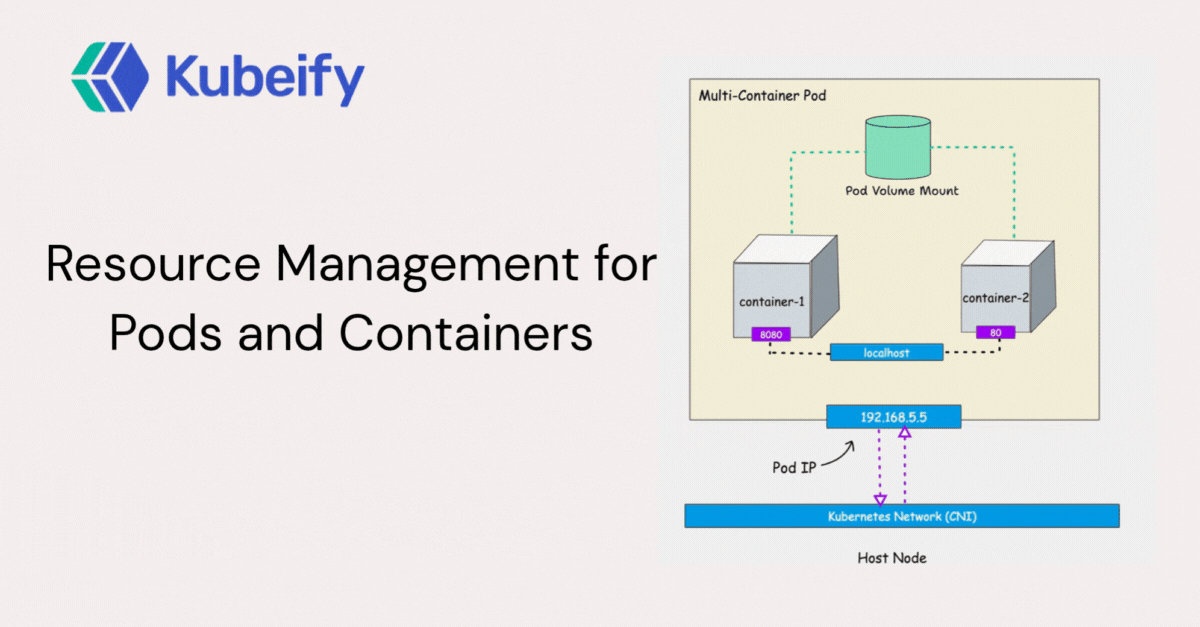 Kubeify
Resource Management for
Pods and Containers
Multi-Container Pod
Pod Volume Mount
container-1
container-2
8080
80
localhost
192.168.5.5
Pod IP
Kubernetes Network (CNI)
Host Node